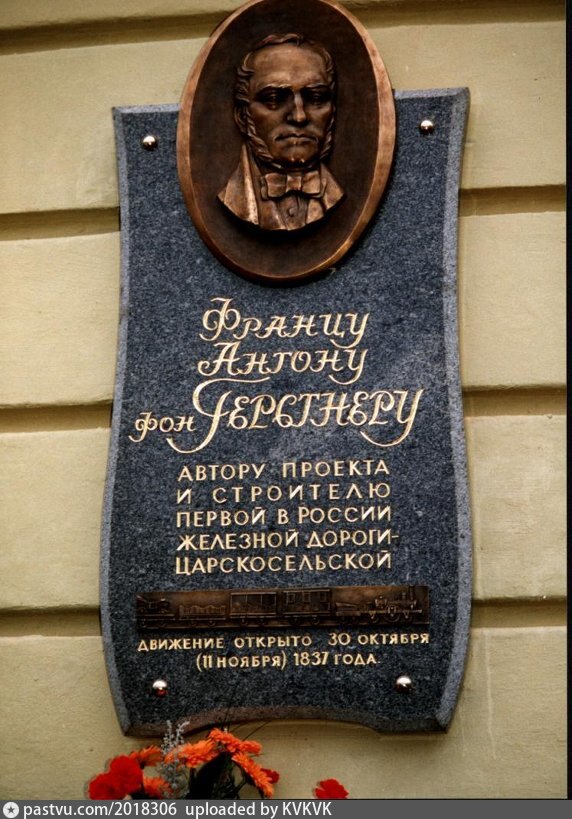 Францу
Антону
фон Герстнеру
АВТОРУ ПРОЕКТА
И СТРОИТЕЛЮ
ПЕРВОЙ В РОССИИ
ЖЕЛЕЗНОЙ ДОРОГИ-
ЦАРСКОСЕЛЬСКОЙ
ДВИЖЕНИЕ ОТКРЫТО 30 ОКТЯБРЯ
(11 НОЯБРЯ) 1837 ГОДА.
pastvu.com/2018306 uploaded by KVKVK